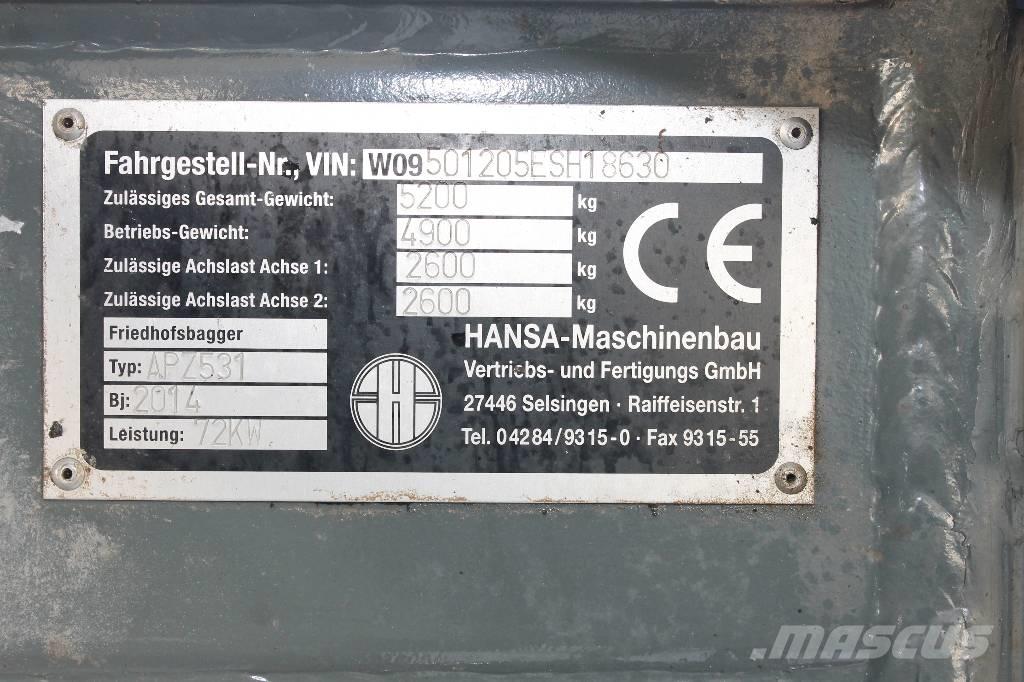 Fahrgestell-Nr., VIN: W09501205ESH18630
Zulässiges Gesamt-Gewicht: 5200 kg
Betriebs-Gewicht: 4900 kg
Zulässige Achslast Achse 1: 2600 kg
Zulässige Achslast Achse 2: 2600 kg
CE
Friedhofsbagger
Typ: APZ531
Bj: 2014
Leistung: 72KW
H
HANSA-Maschinenbau
Vertriebs- und Fertigungs GmbH
27446 Selsingen · Raiffeisenstr. 1
Tel. 04284/9315-0 · Fax 9315-55
MASCUS